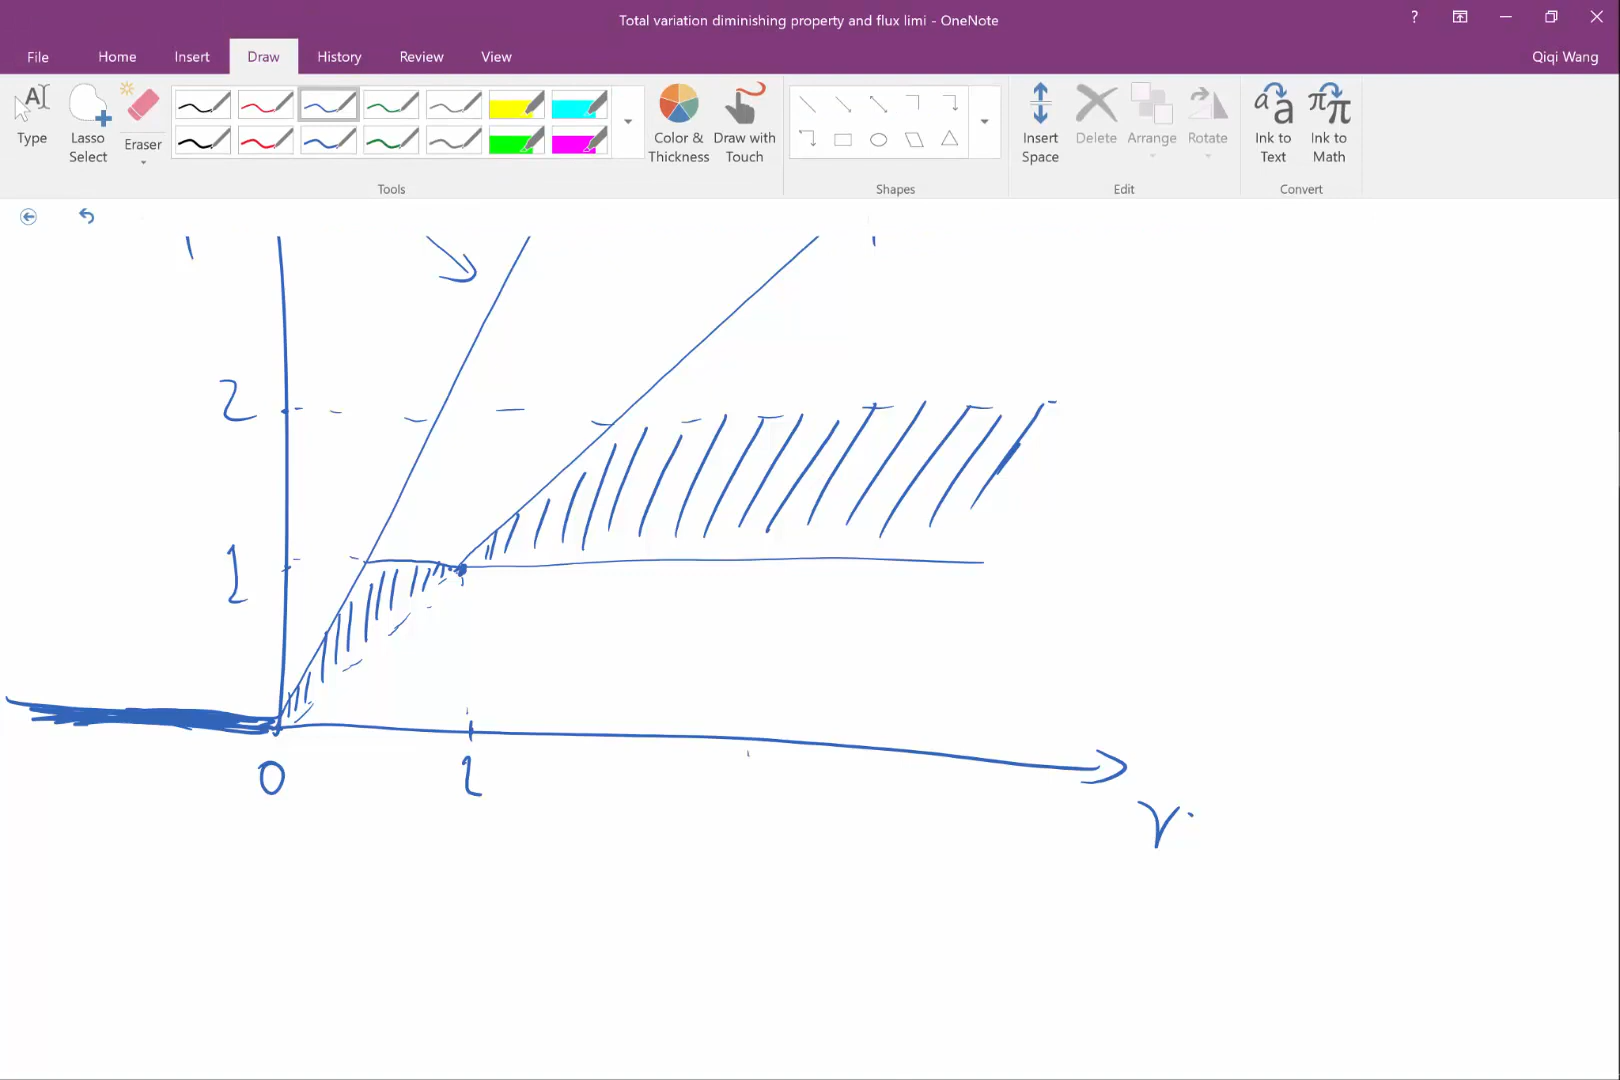 Total variation diminishing property and flux limi - OneNote
?
File Home Insert Draw History Review View Qiqi Wang
Type
Lasso Select
Eraser
Color & Thickness
Draw with Touch
Insert Space
Delete
Arrange
Rotate
Ink to Text
Ink to Math
Tools Shapes Edit Convert
2
1
0 1
r